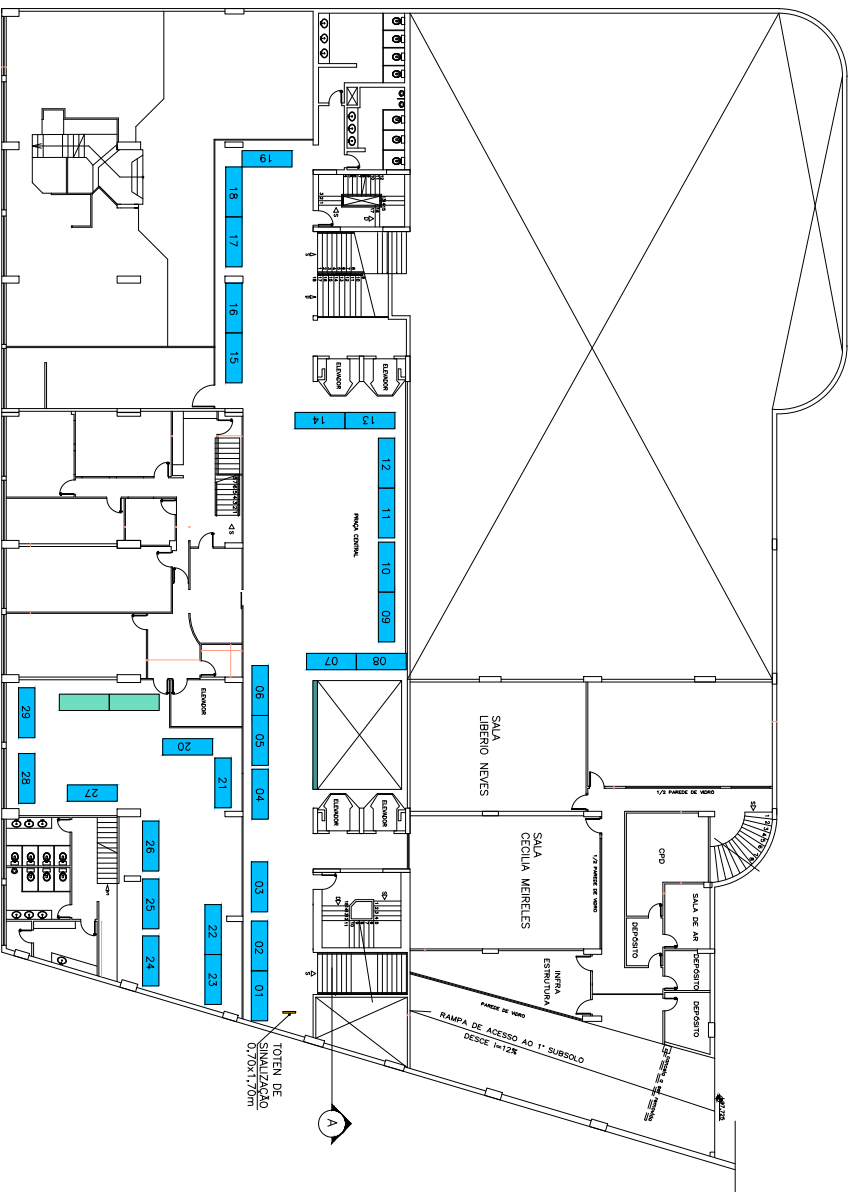 19
18
17
16
15
ELEVADOR
ELEVADOR
14
13
12
11
PRAÇA CENTRAL
10
09
07
08
06
05
04
ELEVADOR
29
28
20
21
27
26
25
24
22
23
03
02
01
ELEVADOR
ELEVADOR
SALA
LIBERIO NEVES
SALA
CECILIA MEIRELES
1/2 PAREDE DE VIDRO
1/2 PAREDE DE VIDRO
CPD
SALA DE AR
DEPÓSITO
DEPÓSITO
DEPÓSITO
INFRA
ESTRUTURA
PAREDE DE VIDRO
RAMPA DE ACESSO AO 1° SUBSOLO
DESCE i=12%
TOTEN DE
SINALIZAÇÃO
0,70x1,70m
A